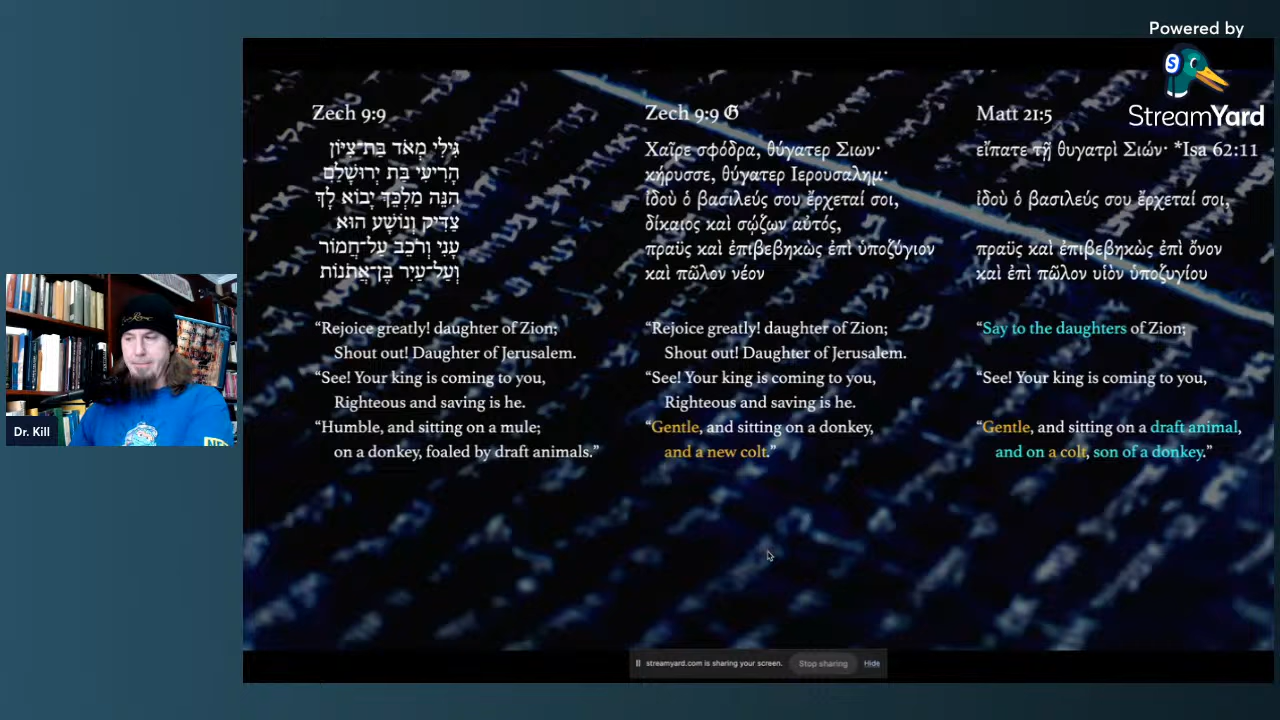 Powered by
StreamYard
Zech 9:9
גִּילִי מְאֹד בַּת־צִיּוֹן
הָרִיעִי בַּת יְרוּשָׁלִַם
הִנֵּה מַלְכֵּךְ יָבוֹא לָךְ
צַדִּיק וְנוֹשָׁע הוּא
עָנִי וְרֹכֵב עַל־חֲמוֹר
וְעַל־עַיִר בֶּן־אֲתֹנוֹת
“Rejoice greatly! daughter of Zion;
Shout out! Daughter of Jerusalem.
“See! Your king is coming to you,
Righteous and saving is he.
“Humble, and sitting on a mule;
on a donkey, foaled by draft animals.”
Zech 9:9 𝔊
Χαῖρε σφόδρα, θύγατερ Σιων·
κήρυσσε, θύγατερ Ιερουσαλημ·
ἰδοὺ ὁ βασιλεύς σου ἔρχεταί σοι,
δίκαιος καὶ σῴζων αὐτός,
πραῢς καὶ ἐπιβεβηκὼς ἐπὶ ὑποζύγιον
καὶ πῶλον νέον
“Rejoice greatly! daughter of Zion;
Shout out! Daughter of Jerusalem.
“See! Your king is coming to you,
Righteous and saving is he.
“Gentle, and sitting on a donkey,
and a new colt.”
Matt 21:5
εἴπατε τῇ θυγατρὶ Σιών· *Isa 62:11
ἰδοὺ ὁ βασιλεύς σου ἔρχεταί σοι,
πραῢς καὶ ἐπιβεβηκὼς ἐπὶ ὄνον
καὶ ἐπὶ πῶλον υἱὸν ὑποζυγίου
“Say to the daughters of Zion;
“See! Your king is coming to you,
“Gentle, and sitting on a draft animal,
and on a colt, son of a donkey.”
Dr. Kill
streamyard.com is sharing your screen.
Stop sharing
Hide